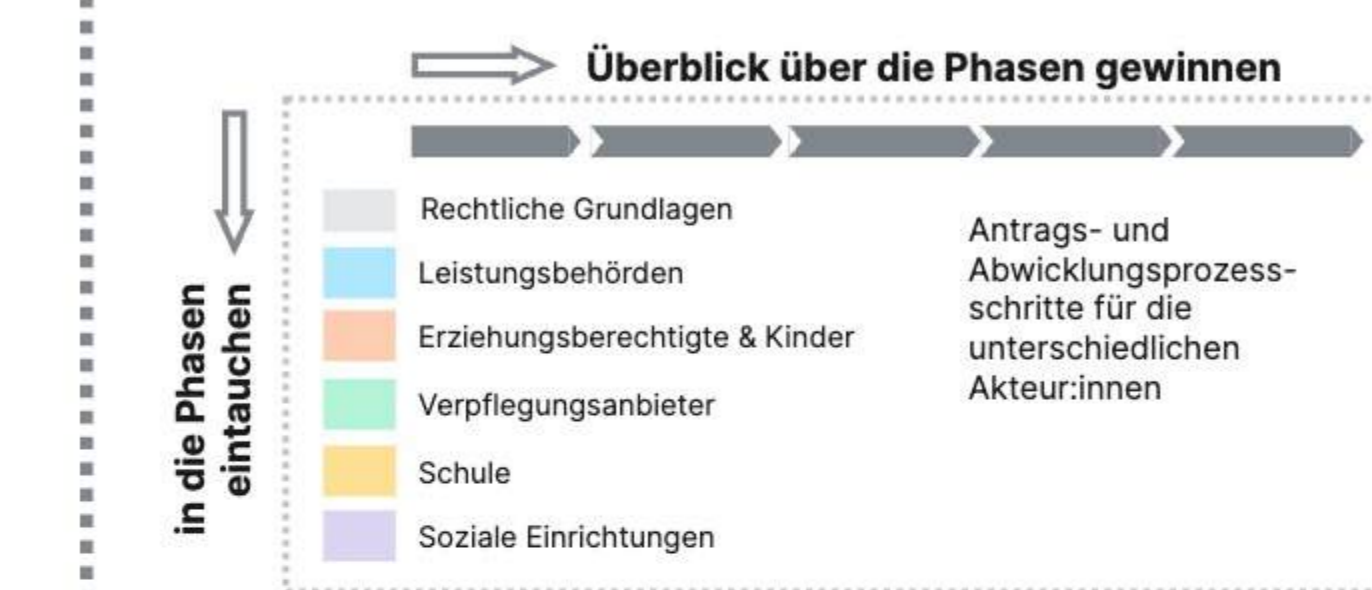 Überblick über die Phasen gewinnen
in die Phasen
eintauchen
Rechtliche Grundlagen
Leistungsbehörden
Erziehungsberechtigte & Kinder
Verpflegungsanbieter
Schule
Soziale Einrichtungen
Antrags- und
Abwicklungsprozess-
schritte für die
unterschiedlichen
Akteur:innen